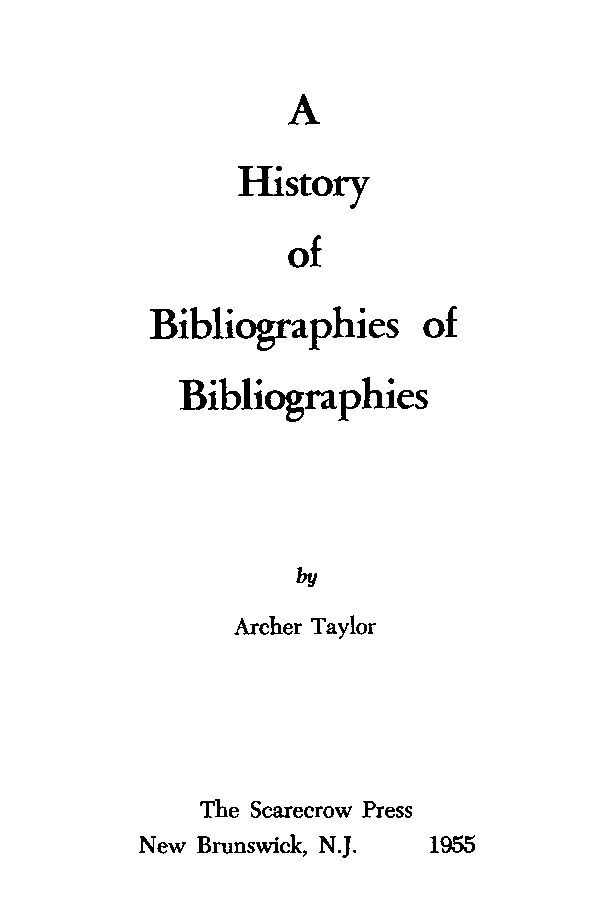 A
History
of
Bibliographies of
Bibliographies
by
Archer Taylor
The Scarecrow Press
New Brunswick, N.J. 1955